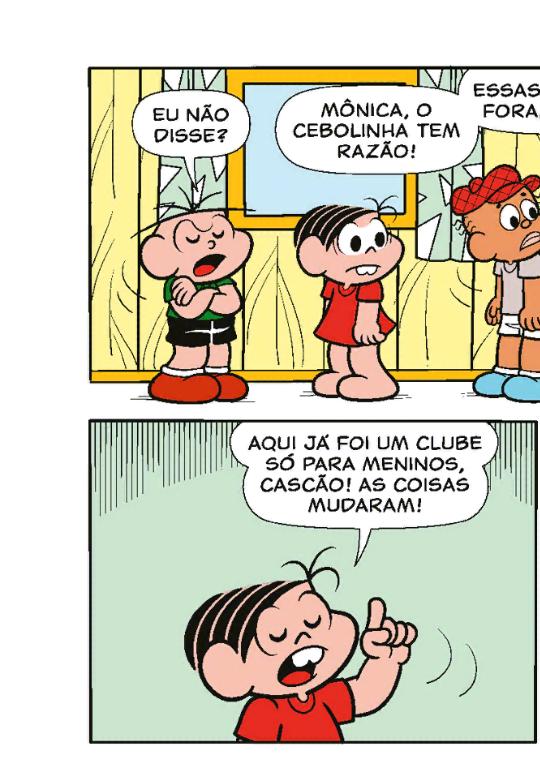 EU NÃO
DISSE?
MÔNICA, O
CEBOLINHA TEM
RAZÃO!
ESSAS
FORA
AQUI JÁ FOI UM CLUBE
SÓ PARA MENINOS,
CASCÃO! AS COISAS
MUDARAM!